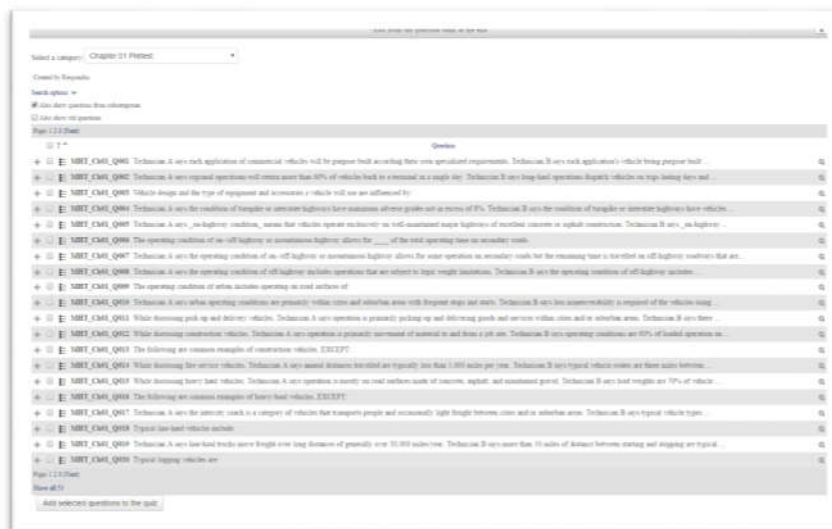 Select a category: Chapter 01 Pretest
Created by Respondus
Search options
Also show questions from subcategories
Also show old questions
Page: 1 2 3 (Next)
T Question
MHT_Ch01_Q001 Technician A says each application of commercial vehicles will be purpose built according their own specialized requirements. Technician B says each application's vehicle being purpose built ...
MHT_Ch01_Q002 Technician A says regional operations will return more than 80% of vehicles back to a terminal in a single day. Technician B says long-haul operations dispatch vehicles on trips lasting days and ...
MHT_Ch01_Q003 Vehicle design and the type of equipment and accessories a vehicle will use are influenced by:
MHT_Ch01_Q004 Technician A says the condition of turnpike or interstate highways have maximum adverse grades not in excess of 8%. Technician B says the condition of turnpike or interstate highways have vehicles ...
MHT_Ch01_Q005 Technician A says _on-highway condition_ means that vehicles operate exclusively on well-maintained major highways of excellent concrete or asphalt construction. Technician B says _on-highway ...
MHT_Ch01_Q006 The operating condition of on-/off-highway or mountainous highway allows for ____ of the total operating time on secondary roads.
MHT_Ch01_Q007 Technician A says the operating condition of on-/off-highway or mountainous highway allows for some operation on secondary roads but the remaining time is travelled on off-highway roadways that are...
MHT_Ch01_Q008 Technician A says the operating condition of off-highway includes operations that are subject to legal weight limitations. Technician B says the operating condition of off-highway includes ...
MHT_Ch01_Q009 The operating condition of urban includes operating on road surfaces of:
MHT_Ch01_Q010 Technician A says urban operating conditions are primarily within cities and suburban areas with frequent stops and starts. Technician B says less maneuverability is required of the vehicles using ...
MHT_Ch01_Q011 While discussing pick up and delivery vehicles. Technician A says operation is primarily picking up and delivering goods and services within cities and/or suburban areas. Technician B says there ...
MHT_Ch01_Q012 While discussing construction vehicles. Technician A says operation is primarily movement of material to and from a job site. Technician B says operating conditions are 90% of loaded operation on ...
MHT_Ch01_Q013 The following are common examples of construction vehicles, EXCEPT:
MHT_Ch01_Q014 While discussing fire service vehicles. Technician A says annual distances travelled are typically less than 1,000 miles per year. Technician B says typical vehicle routes are three miles between...
MHT_Ch01_Q015 While discussing heavy haul vehicles. Technician A says operation is mostly on road surfaces made of concrete, asphalt, and maintained gravel. Technician B says load weights are 70% of vehicle ...
MHT_Ch01_Q016 The following are common examples of heavy-haul vehicles, EXCEPT:
MHT_Ch01_Q017 Technician A says the intercity coach is a category of vehicles that transports people and occasionally light freight between cities and/or suburban areas. Technician B says typical vehicle types ...
MHT_Ch01_Q018 Typical line-haul vehicles include:
MHT_Ch01_Q019 Technician A says line-haul trucks move freight over long distances of generally over 50,000 miles/year. Technician B says more than 30 miles of distance between starting and stopping are typical ...
MHT_Ch01_Q020 Typical logging vehicles are:
Page: 1 2 3 (Next)
Add selected questions to the quiz